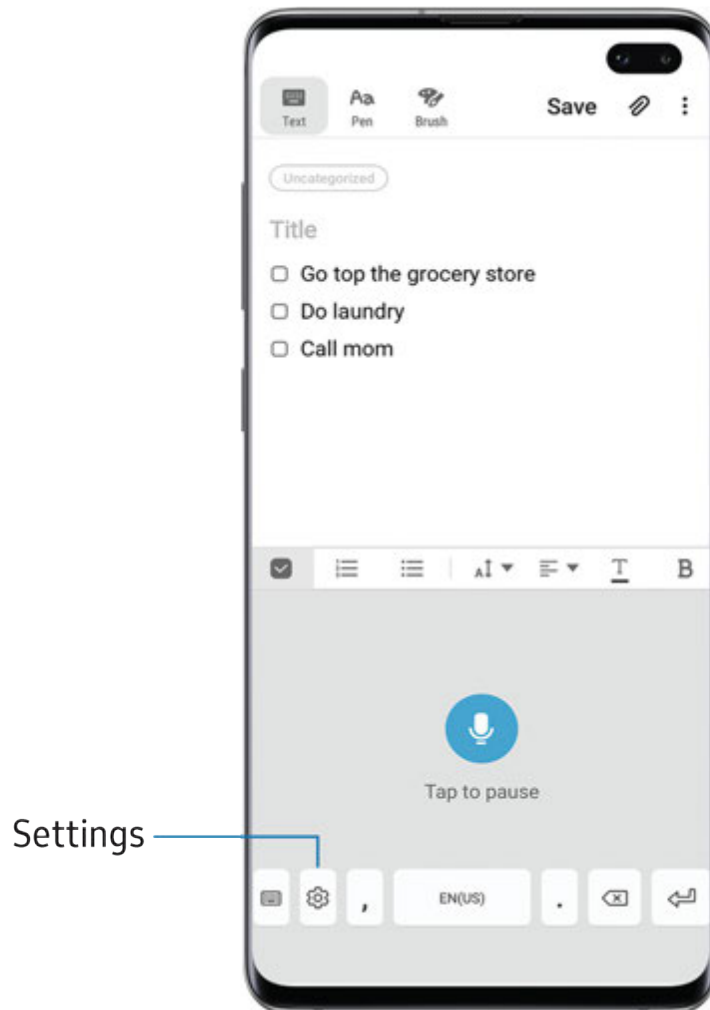 Text
Aa
Pen
Brush
Save
Uncategorized
Title
Go top the grocery store
Do laundry
Call mom
A
T
B
Tap to pause
Settings
,
EN(US)
.